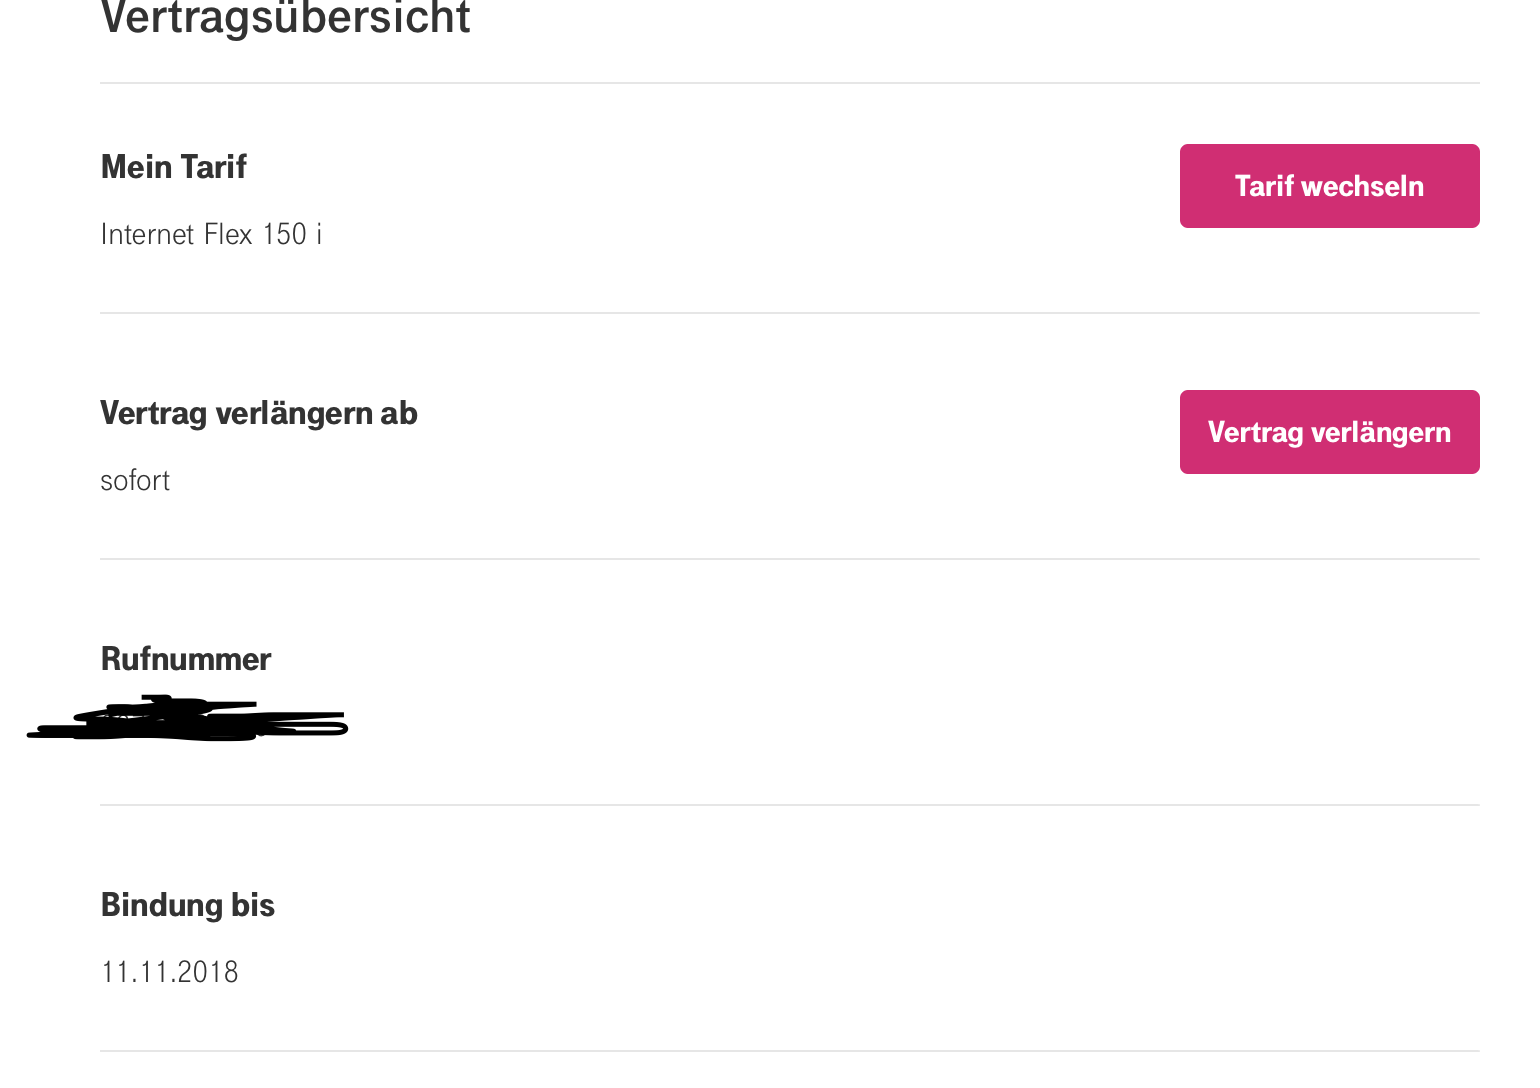 Vertragsübersicht
Mein Tarif
Tarif wechseln
Internet Flex 150 i
Vertrag verlängern ab
Vertrag verlängern
sofort
Rufnummer
Bindung bis
11.11.2018